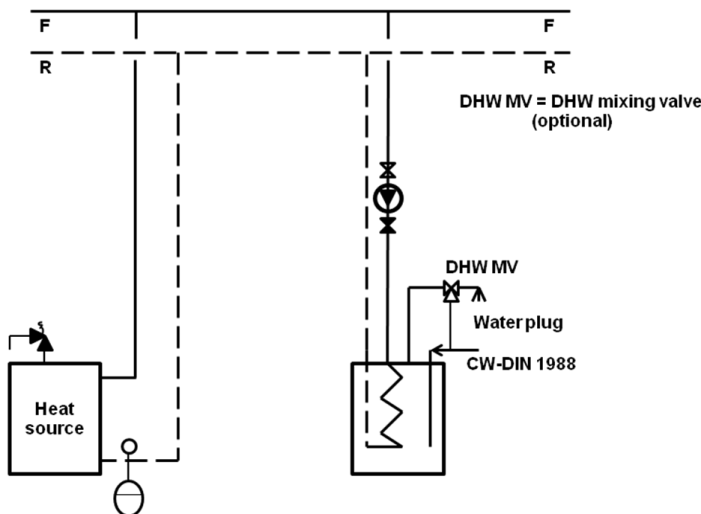 F
F
R
R
DHW MV = DHW mixing valve
(optional)
DHW MV
Water plug
CW-DIN 1988
Heat
source